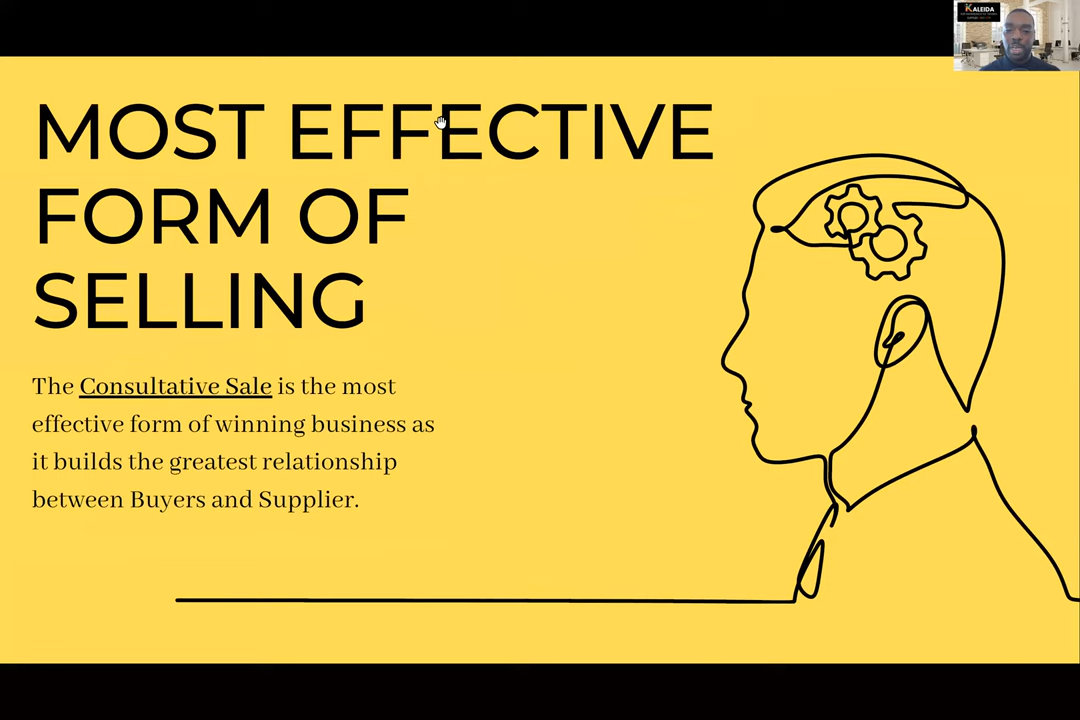 MOST EFFECTIVE
FORM OF
SELLING
The Consultative Sale is the most
effective form of winning business as
it builds the greatest relationship
between Buyers and Supplier.
KALEIDA